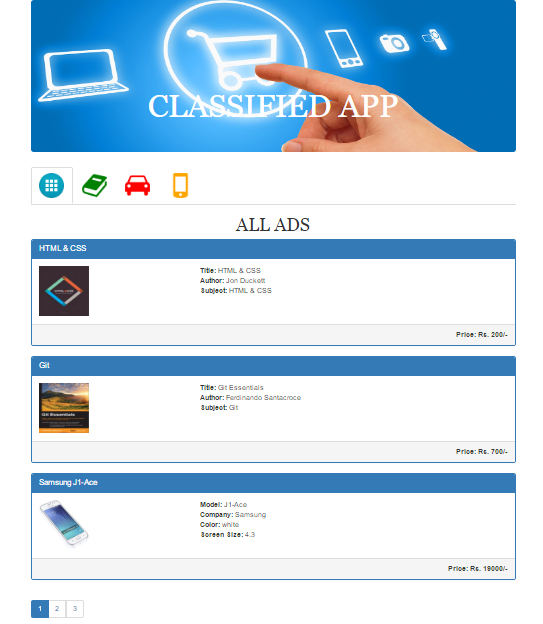 CLASSIFIED APP
ALL ADS
HTML & CSS
Title: HTML & CSS
Author: Jon Duckett
Subject: HTML & CSS
Price: Rs. 200/-
Git
Git Essentials
Title: Git Essentials
Author: Ferdinando Santacroce
Subject: Git
Price: Rs. 700/-
Samsung J1-Ace
Model: J1-Ace
Company: Samsung
Color: white
Screen Size: 4.3
Price: Rs. 19000/-
1 2 3